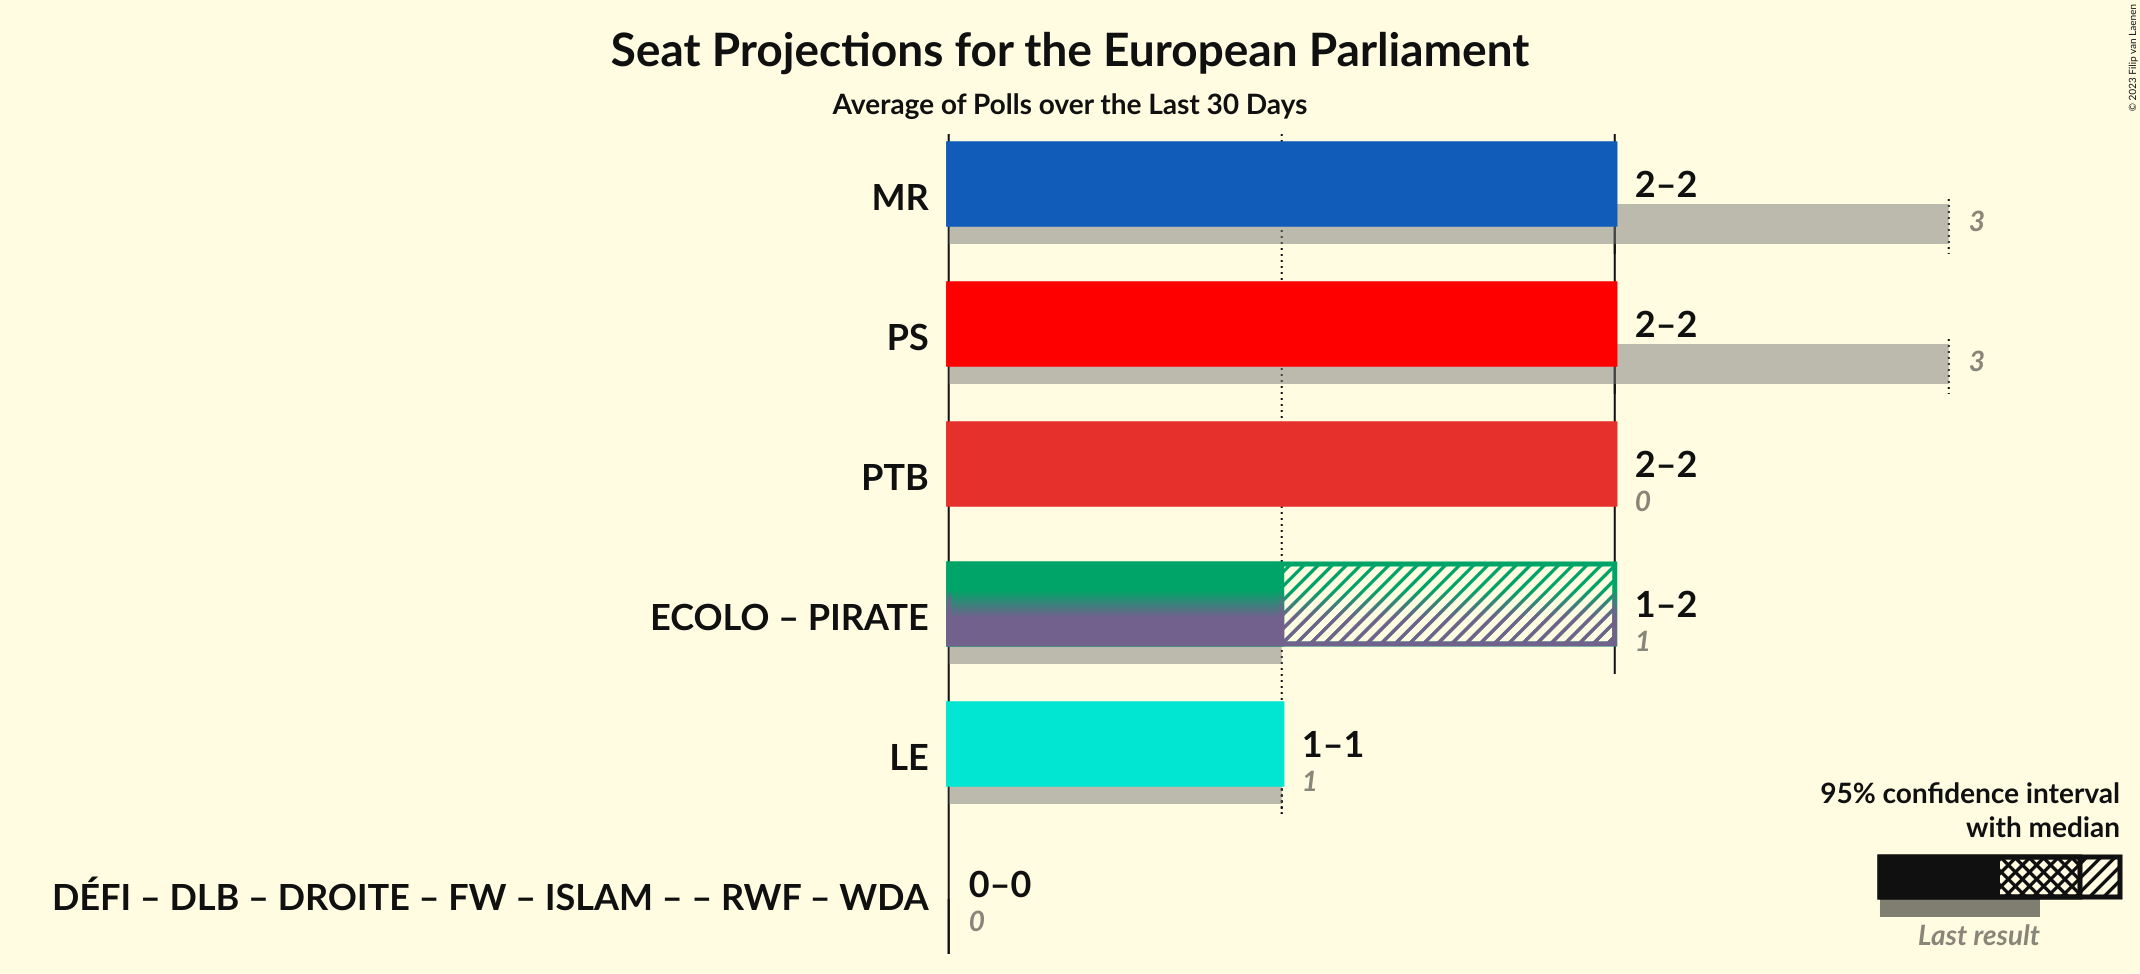 Seat Projections for the European Parliament
Average of Polls over the Last 30 Days
© 2023 Filip van Laenen
MR
2–2
3
PS
2–2
3
PTB
2–2
0
ECOLO – PIRATE
1–2
1
LE
1–1
1
DÉFI – DLB – DROITE – FW – ISLAM – – RWF – WDA
0–0
0
95% confidence interval
with median
Last result